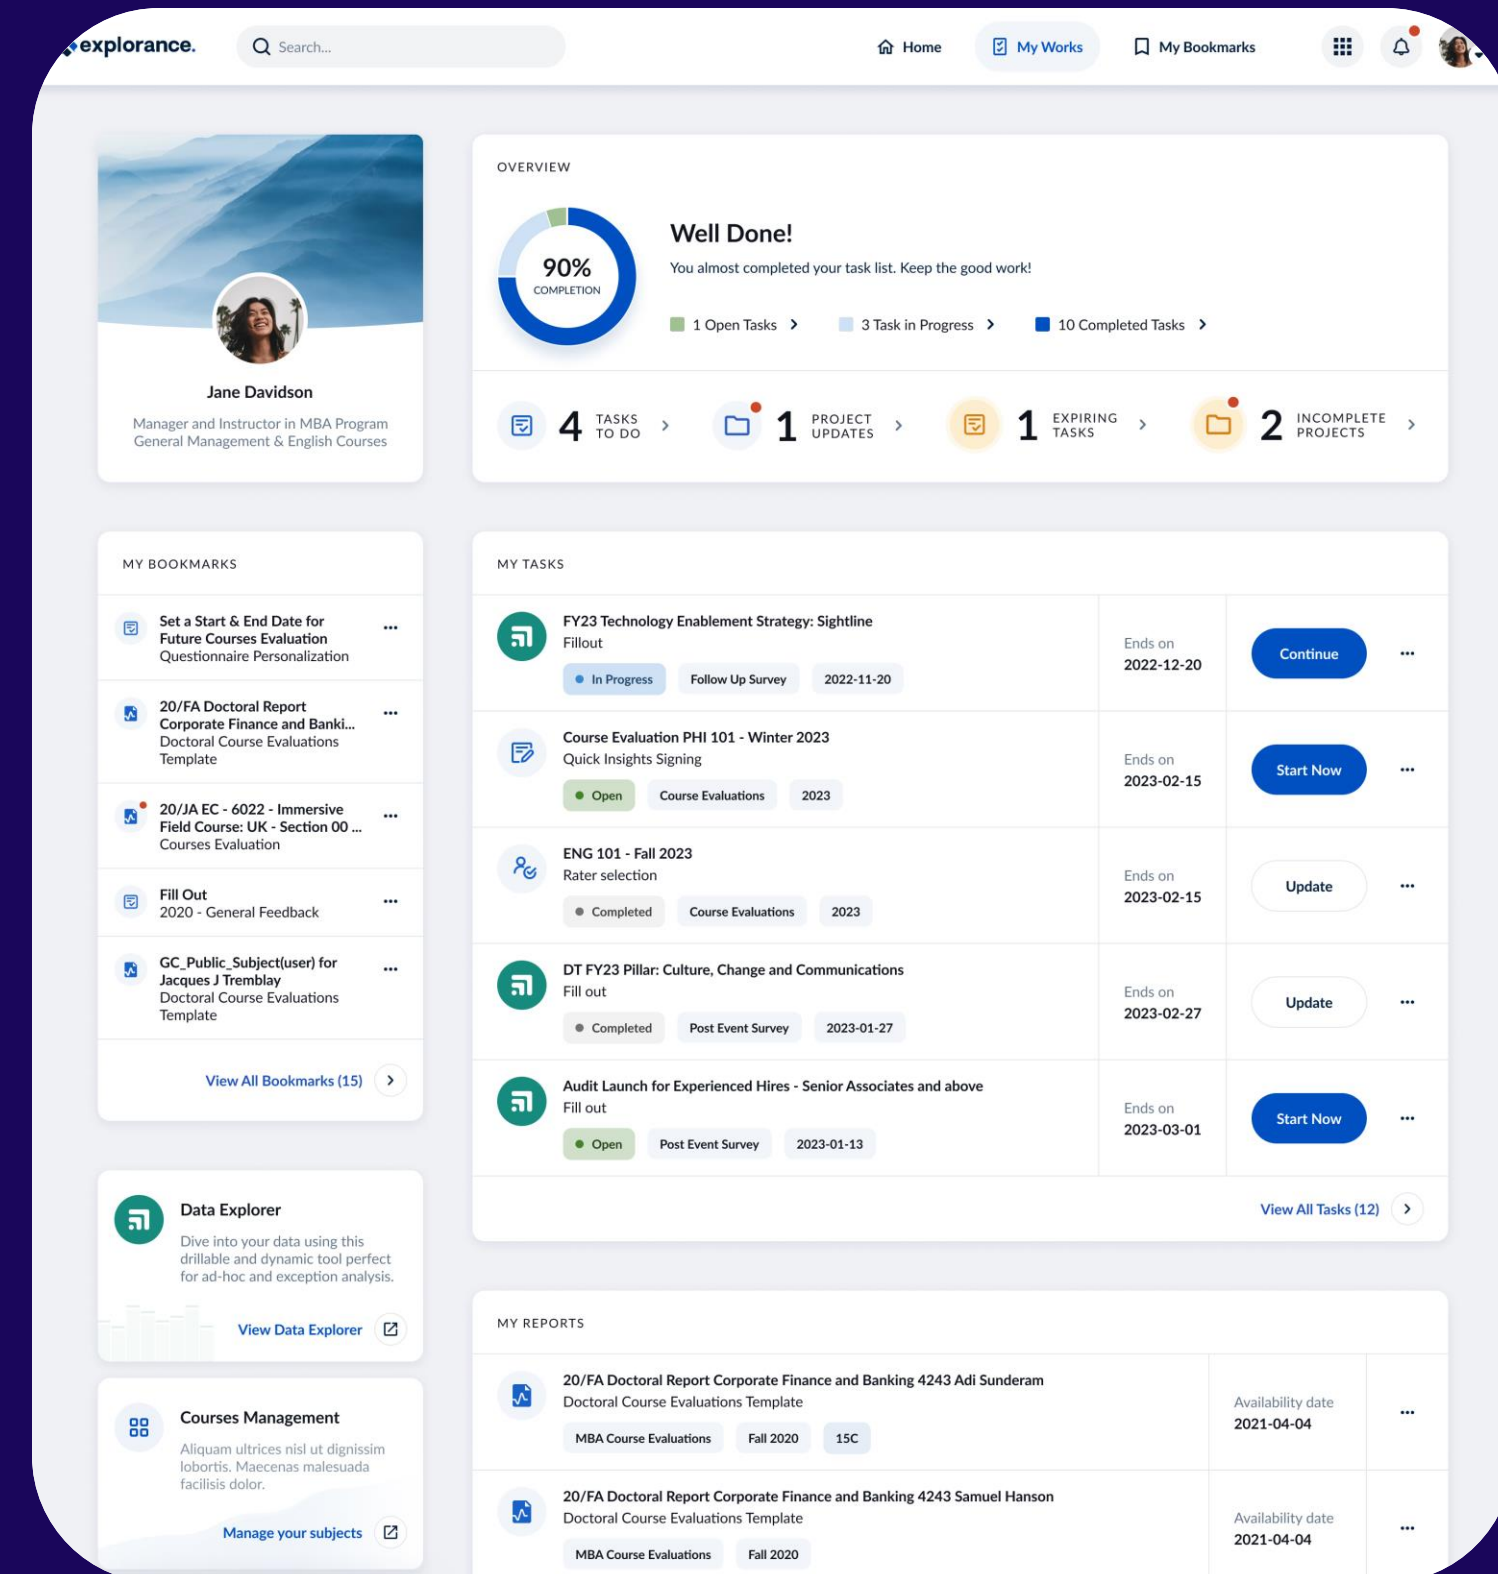 explorance.
Search...
Home
My Works
My Bookmarks
Jane Davidson
Manager and Instructor in MBA Program
General Management & English Courses
OVERVIEW
90%
COMPLETION
Well Done!
You almost completed your task list. Keep the good work!
1 Open Tasks
3 Task in Progress
10 Completed Tasks
4 TASKS
TO DO
1 PROJECT
UPDATES
1 EXPIRING
TASKS
2 INCOMPLETE
PROJECTS
MY BOOKMARKS
Set a Start & End Date for
Future Courses Evaluation
Questionnaire Personalization
20/FA Doctoral Report
Corporate Finance and Banki...
Doctoral Course Evaluations
Template
20/JA EC - 6022 - Immersive
Field Course: UK - Section 00 ...
Courses Evaluation
Fill Out
2020 - General Feedback
GC_Public_Subject(user) for
Jacques J Tremblay
Doctoral Course Evaluations
Template
View All Bookmarks (15)
MY TASKS
FY23 Technology Enablement Strategy: Sightline
Fillout
In Progress
Follow Up Survey
2022-11-20
Ends on
2022-12-20
Continue
Course Evaluation PHI 101 - Winter 2023
Quick Insights Signing
Open
Course Evaluations
2023
Ends on
2023-02-15
Start Now
ENG 101 - Fall 2023
Rater selection
Completed
Course Evaluations
2023
Ends on
2023-02-15
Update
DT FY23 Pillar: Culture, Change and Communications
Fill out
Completed
Post Event Survey
2023-01-27
Ends on
2023-02-27
Update
Audit Launch for Experienced Hires - Senior Associates and above
Fill out
Open
Post Event Survey
2023-01-13
Ends on
2023-03-01
Start Now
View All Tasks (12)
Data Explorer
Dive into your data using this
drillable and dynamic tool perfect
for ad-hoc and exception analysis.
View Data Explorer
Courses Management
Aliquam ultrices nisl ut dignissim
lobortis. Maecenas malesuada
facilisis dolor.
Manage your subjects
MY REPORTS
20/FA Doctoral Report Corporate Finance and Banking 4243 Adi Sunderam
Doctoral Course Evaluations Template
MBA Course Evaluations
Fall 2020
15C
Availability date
2021-04-04
20/FA Doctoral Report Corporate Finance and Banking 4243 Samuel Hanson
Doctoral Course Evaluations Template
MBA Course Evaluations
Fall 2020
Availability date
2021-04-04